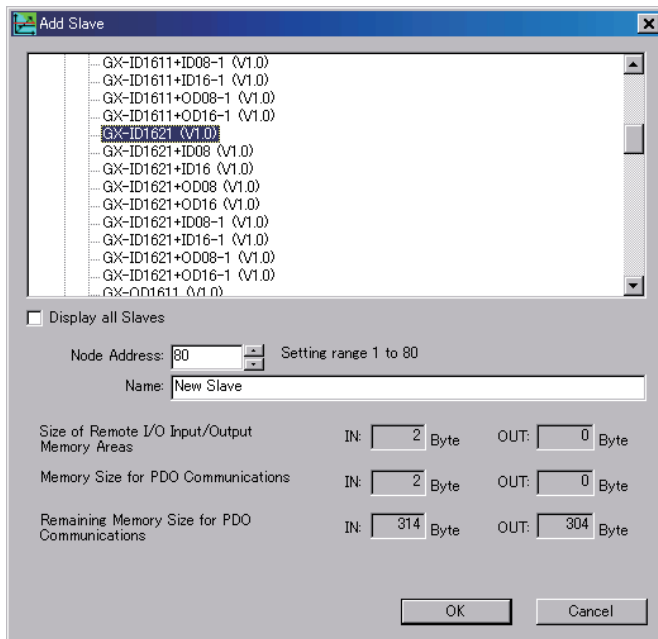 Add Slave
GX-ID1611+ID08-1 (V1.0)
GX-ID1611+ID16-1 (V1.0)
GX-ID1611+OD08-1 (V1.0)
GX-ID1611+OD16-1 (V1.0)
GX-ID1621 (V1.0)
GX-ID1621+ID08 (V1.0)
GX-ID1621+ID16 (V1.0)
GX-ID1621+OD08 (V1.0)
GX-ID1621+OD16 (V1.0)
GX-ID1621+ID08-1 (V1.0)
GX-ID1621+ID16-1 (V1.0)
GX-ID1621+OD08-1 (V1.0)
GX-ID1621+OD16-1 (V1.0)
GX-OD1611 (V1.0)
Display all Slaves
Node Address: 80 Setting range 1 to 80
Name: New Slave
Size of Remote I/O Input/Output
Memory Areas IN: 2 Byte OUT: 0 Byte
Memory Size for PDO Communications IN: 2 Byte OUT: 0 Byte
Remaining Memory Size for PDO
Communications IN: 314 Byte OUT: 304 Byte
OK Cancel